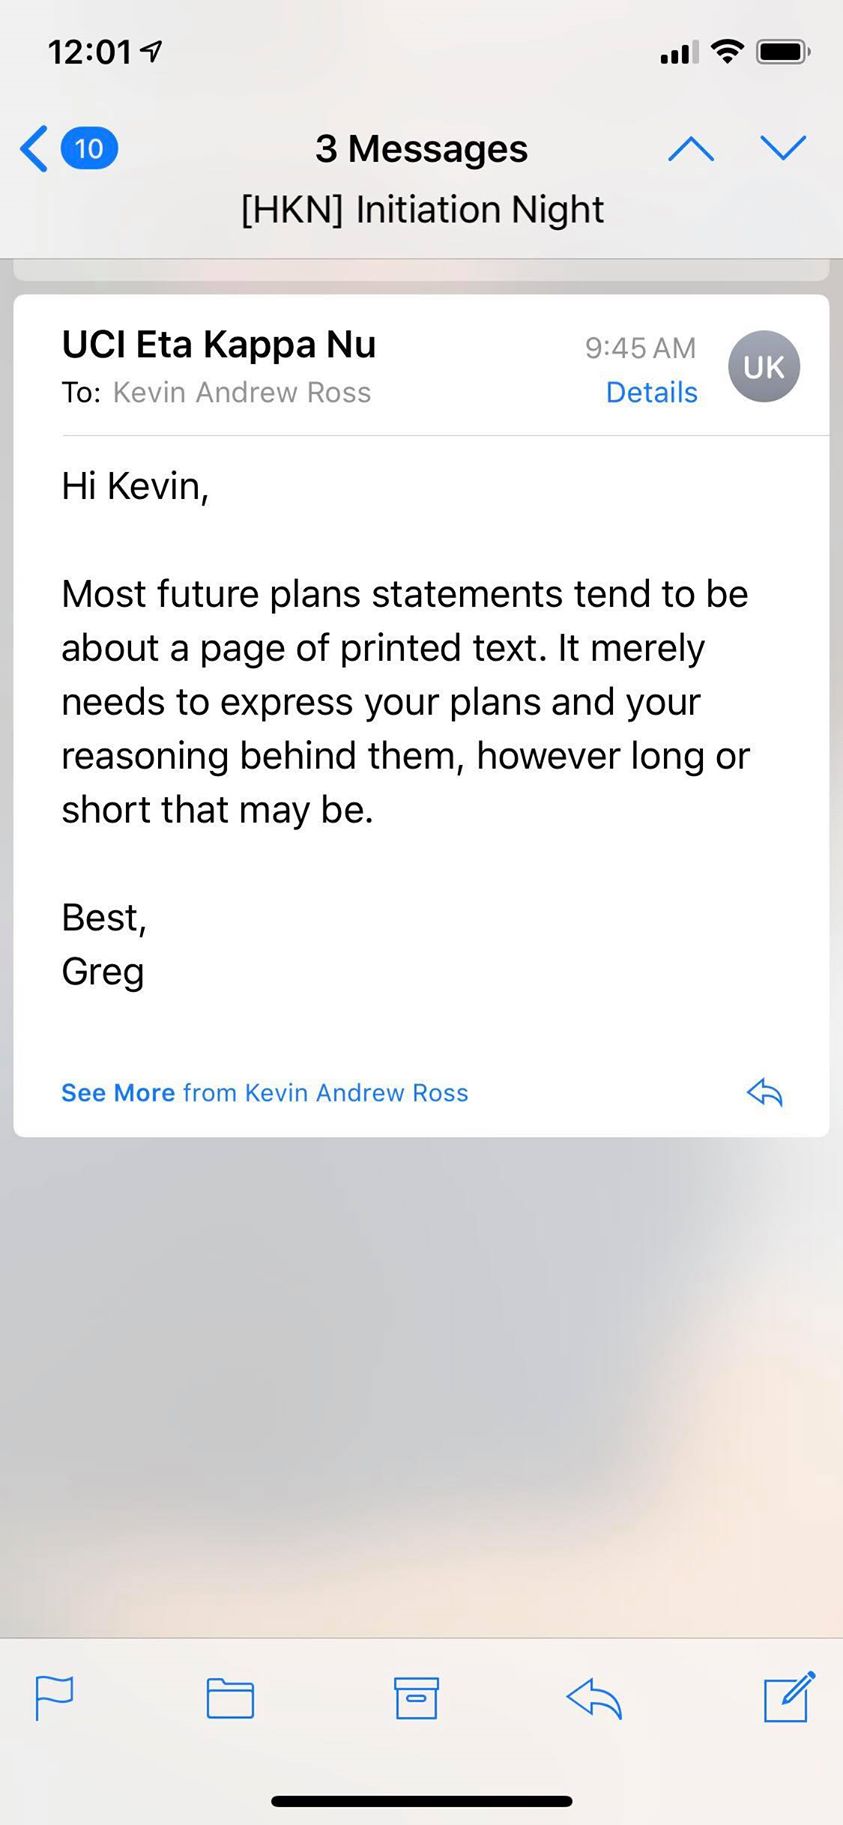 12:01
10
3 Messages
[HKN] Initiation Night
UCI Eta Kappa Nu
9:45 AM
UK
To: Kevin Andrew Ross
Details
Hi Kevin,
Most future plans statements tend to be
about a page of printed text. It merely
needs to express your plans and your
reasoning behind them, however long or
short that may be.
Best,
Greg
See More from Kevin Andrew Ross